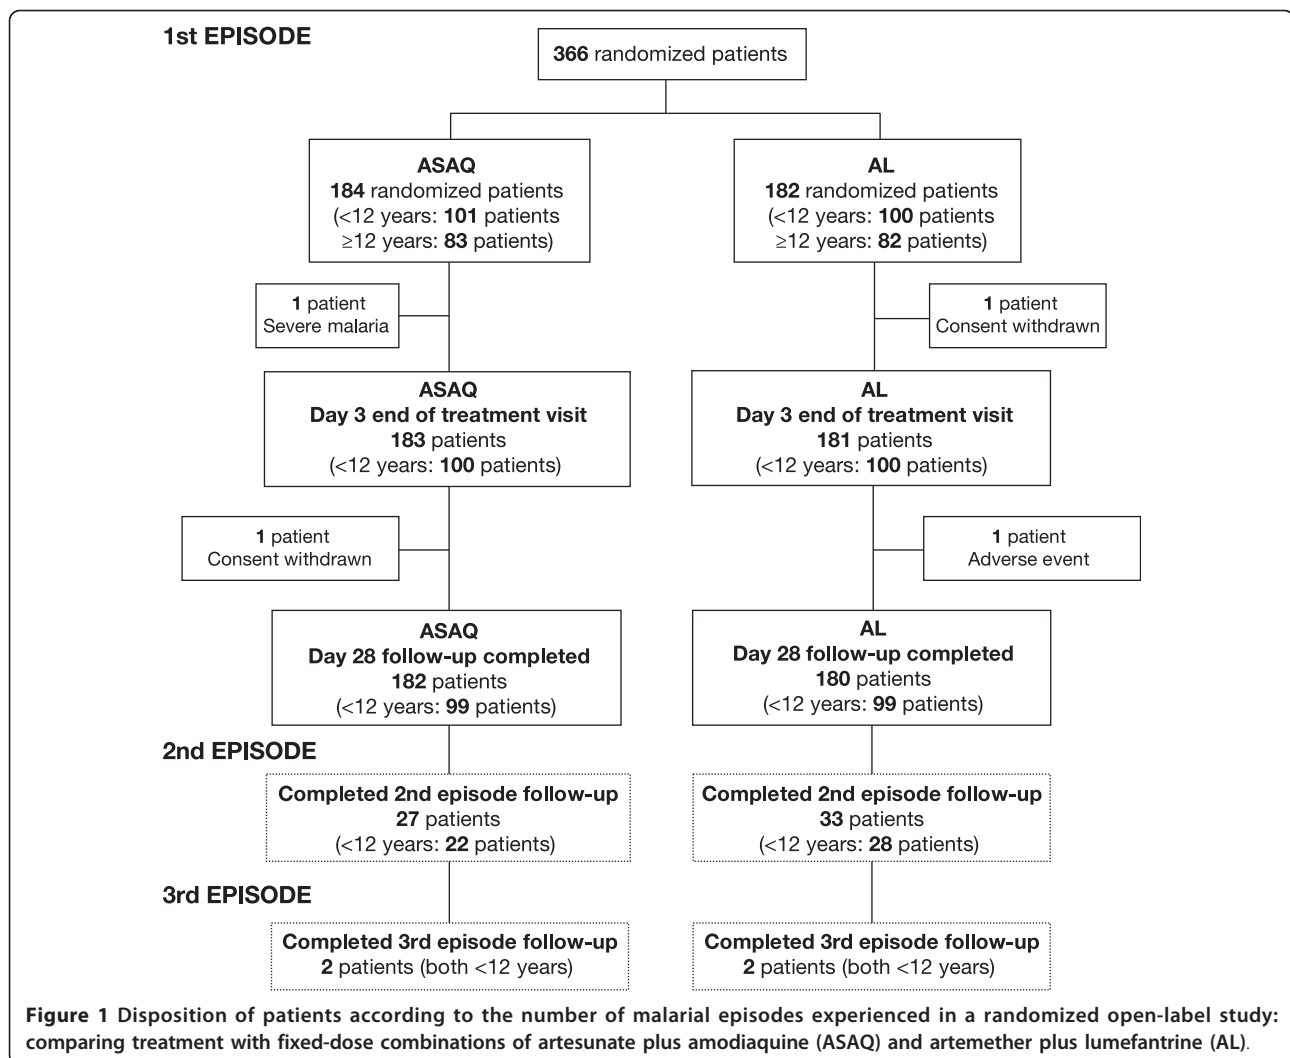 1st EPISODE
366 randomized patients
ASAQ
184 randomized patients
(<12 years: 101 patients
≥12 years: 83 patients)
AL
182 randomized patients
(<12 years: 100 patients
≥12 years: 82 patients)
1 patient
Severe malaria
1 patient
Consent withdrawn
ASAQ
Day 3 end of treatment visit
183 patients
(<12 years: 100 patients)
AL
Day 3 end of treatment visit
181 patients
(<12 years: 100 patients)
1 patient
Consent withdrawn
1 patient
Adverse event
ASAQ
Day 28 follow-up completed
182 patients
(<12 years: 99 patients)
AL
Day 28 follow-up completed
180 patients
(<12 years: 99 patients)
2nd EPISODE
Completed 2nd episode follow-up
27 patients
(<12 years: 22 patients)
Completed 2nd episode follow-up
33 patients
(<12 years: 28 patients)
3rd EPISODE
Completed 3rd episode follow-up
2 patients (both <12 years)
Completed 3rd episode follow-up
2 patients (both <12 years)
Figure 1 Disposition of patients according to the number of malarial episodes experienced in a randomized open-label study:
comparing treatment with fixed-dose combinations of artesunate plus amodiaquine (ASAQ) and artemether plus lumefantrine (AL).